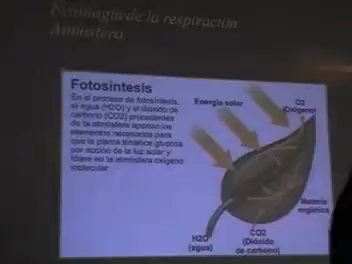 Fisiología de la respiración
Atmósfera.
Fotosíntesis
En el proceso de fotosíntesis,
el agua (H2O) y el dióxido de
carbono (CO2) procedentes
de la atmósfera aportan los
elementos necesarios para
que la planta sintetice glucosa
por acción de la luz solar y
libere en la atmósfera oxígeno
molecular
Energía solar
O2
(Oxígeno)
Materia
orgánica
H2O
(agua)
CO2
(Dióxido
de carbono)